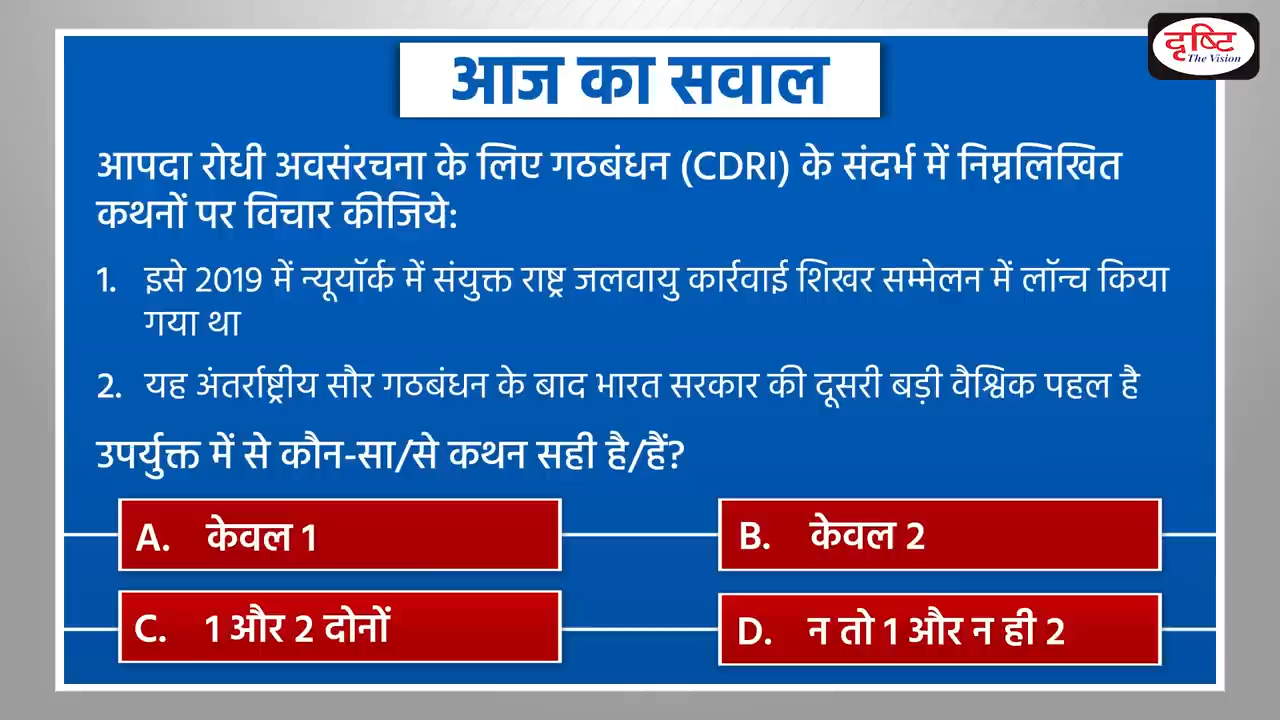 दृष्टि
The Vision
आज का सवाल
आपदा रोधी अवसंरचना के लिए गठबंधन (CDRI) के संदर्भ में निम्नलिखित
कथनों पर विचार कीजिये:
1. इसे 2019 में न्यूयॉर्क में संयुक्त राष्ट्र जलवायु कार्रवाई शिखर सम्मेलन में लॉन्च किया
गया था
2. यह अंतर्राष्ट्रीय सौर गठबंधन के बाद भारत सरकार की दूसरी बड़ी वैश्विक पहल है
उपर्युक्त में से कौन-सा/से कथन सही है/हैं?
A. केवल 1
B. केवल 2
C. 1 और 2 दोनों
D. न तो 1 और न ही 2